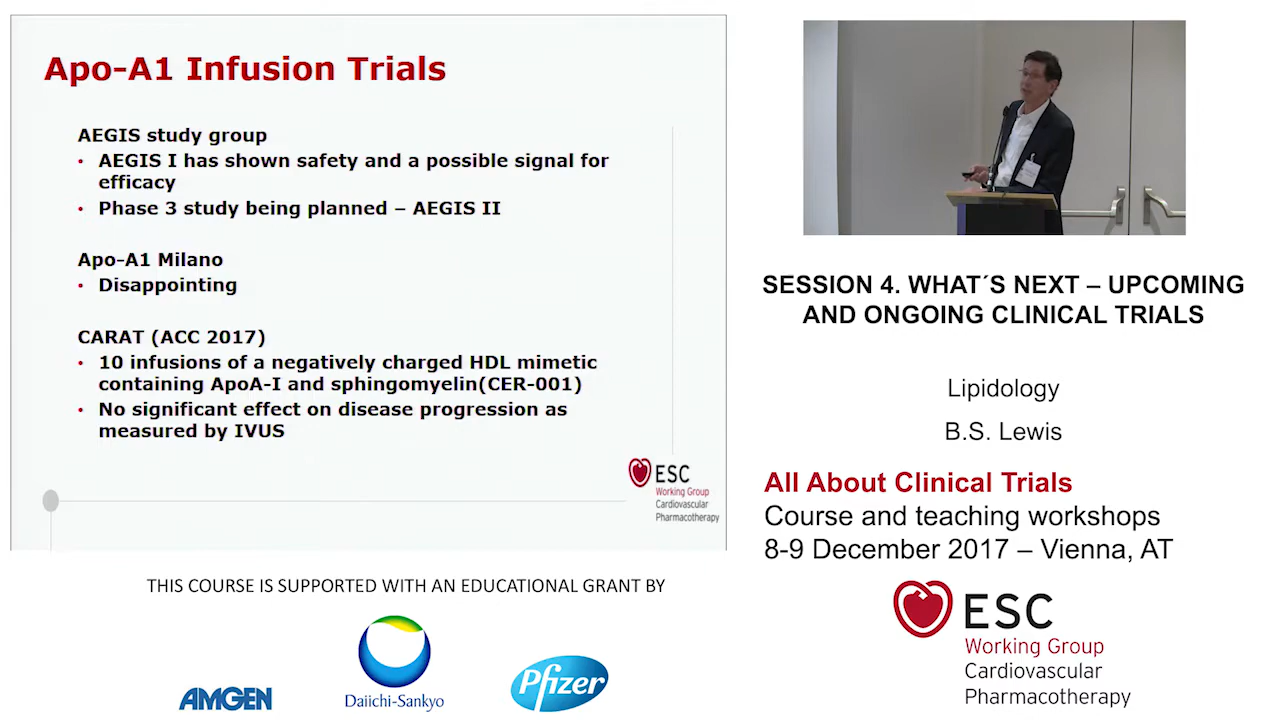 Apo-A1 Infusion Trials
AEGIS study group
• AEGIS I has shown safety and a possible signal for
efficacy
• Phase 3 study being planned – AEGIS II
Apo-A1 Milano
• Disappointing
CARAT (ACC 2017)
• 10 infusions of a negatively charged HDL mimetic
containing ApoA-I and sphingomyelin(CER-001)
• No significant effect on disease progression as
measured by IVUS
ESC
Working Group
Cardiovascular
Pharmacotherapy
SESSION 4. WHAT´S NEXT – UPCOMING
AND ONGOING CLINICAL TRIALS
Lipidology
B.S. Lewis
All About Clinical Trials
Course and teaching workshops
8-9 December 2017 – Vienna, AT
ESC
Working Group
Cardiovascular
Pharmacotherapy
THIS COURSE IS SUPPORTED WITH AN EDUCATIONAL GRANT BY
AMGEN
Daiichi-Sankyo
Pfizer